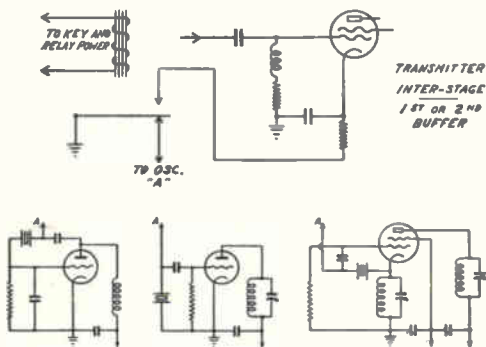 TO KEY AND
RELAY POWER
TRANSMITTER
INTER-STAGE
1ST OR 2ND
BUFFER
TO OSC.
"A"
A
A
A